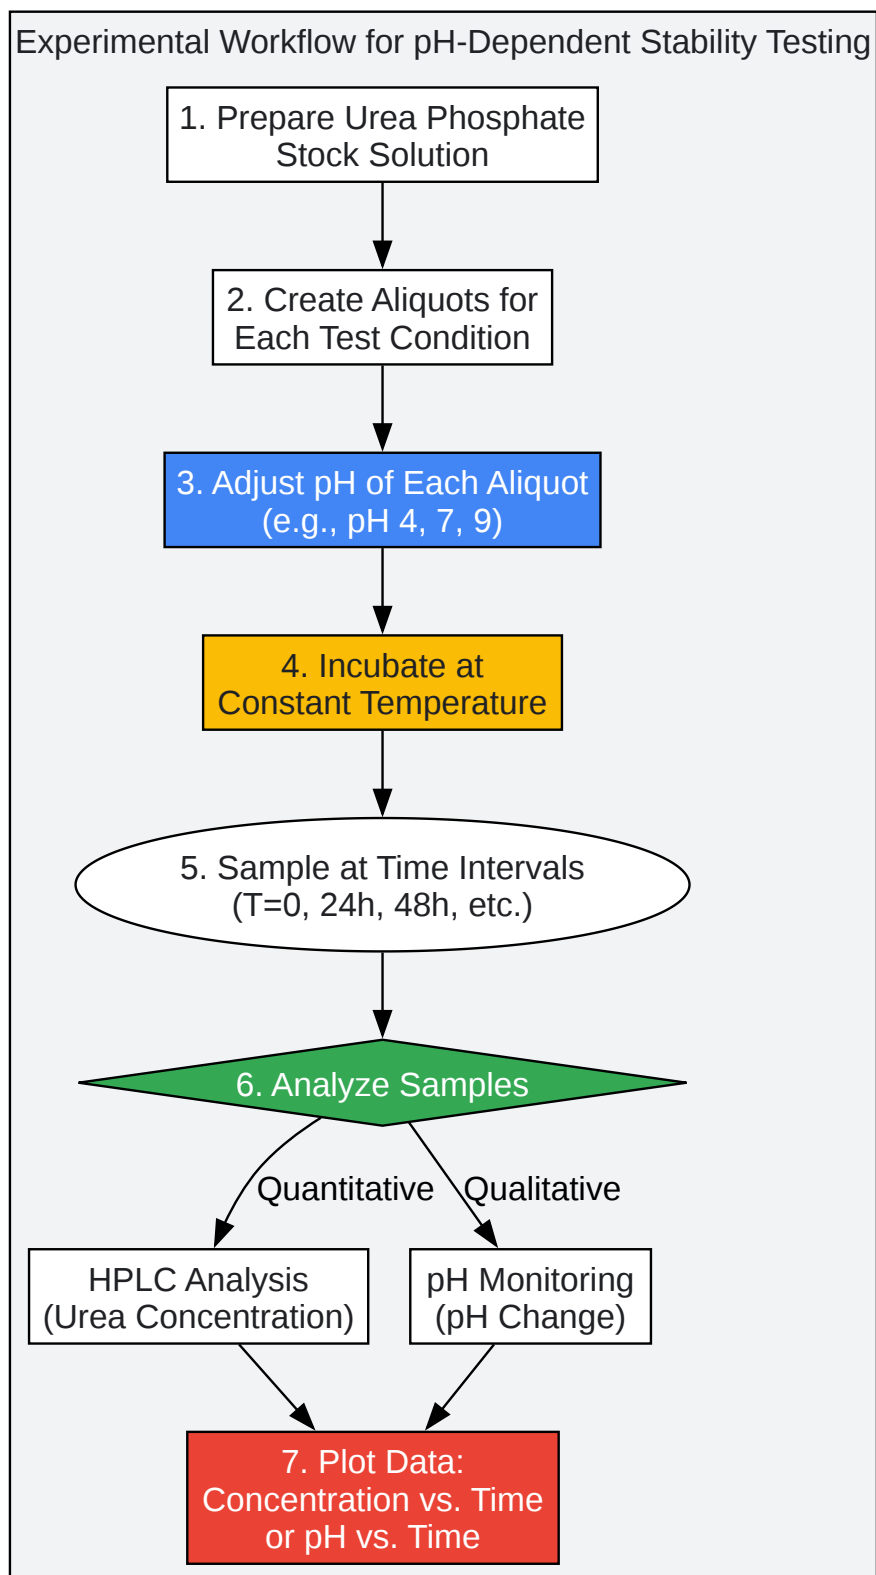 Experimental Workflow for pH-Dependent Stability Testing
1. Prepare Urea Phosphate
Stock Solution
2. Create Aliquots for
Each Test Condition
3. Adjust pH of Each Aliquot
(e.g., pH 4, 7, 9)
4. Incubate at
Constant Temperature
5. Sample at Time Intervals
(T=0, 24h, 48h, etc.)
6. Analyze Samples
Quantitative
Qualitative
HPLC Analysis
(Urea Concentration)
pH Monitoring
(pH Change)
7. Plot Data:
Concentration vs. Time
or pH vs. Time